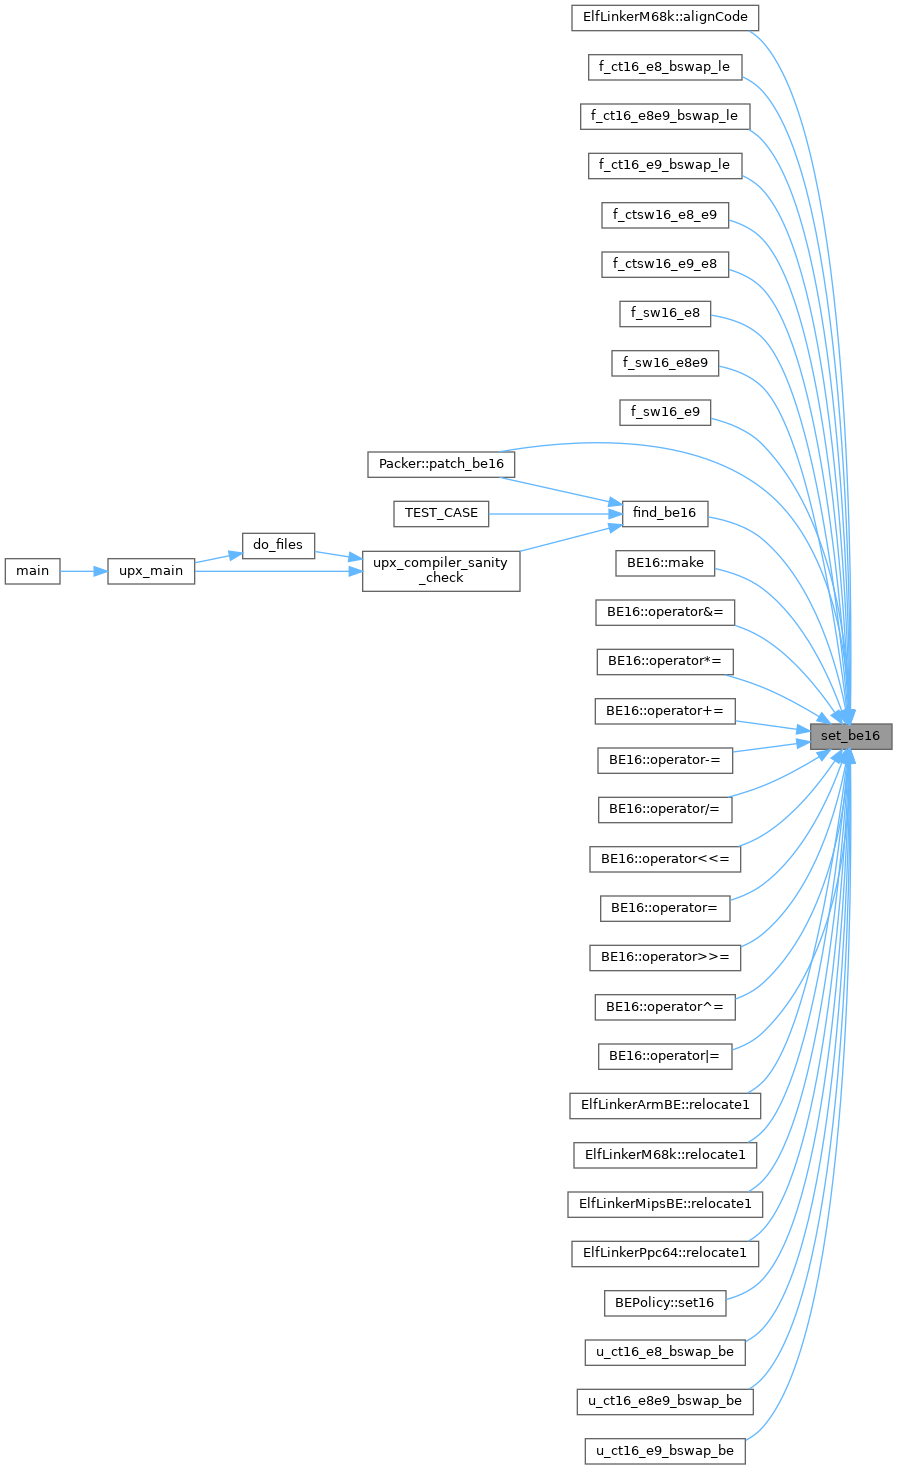 ElfLinkerM68k::alignCode
f_ct16_e8_bswap_le
f_ct16_e8e9_bswap_le
f_ct16_e9_bswap_le
f_ctsw16_e8_e9
f_ctsw16_e9_e8
f_sw16_e8
f_sw16_e8e9
f_sw16_e9
Packer::patch_be16
TEST_CASE
find_be16
do_files
main
upx_main
upx_compiler_sanity
_check
BE16::make
BE16::operator&=
BE16::operator*=
BE16::operator+=
set_be16
BE16::operator-=
BE16::operator/=
BE16::operator<<=
BE16::operator=
BE16::operator>>=
BE16::operator^=
BE16::operator|=
ElfLinkerArmBE::relocate1
ElfLinkerM68k::relocate1
ElfLinkerMipsBE::relocate1
ElfLinkerPpc64::relocate1
BEPolicy::set16
u_ct16_e8_bswap_be
u_ct16_e8e9_bswap_be
u_ct16_e9_bswap_be